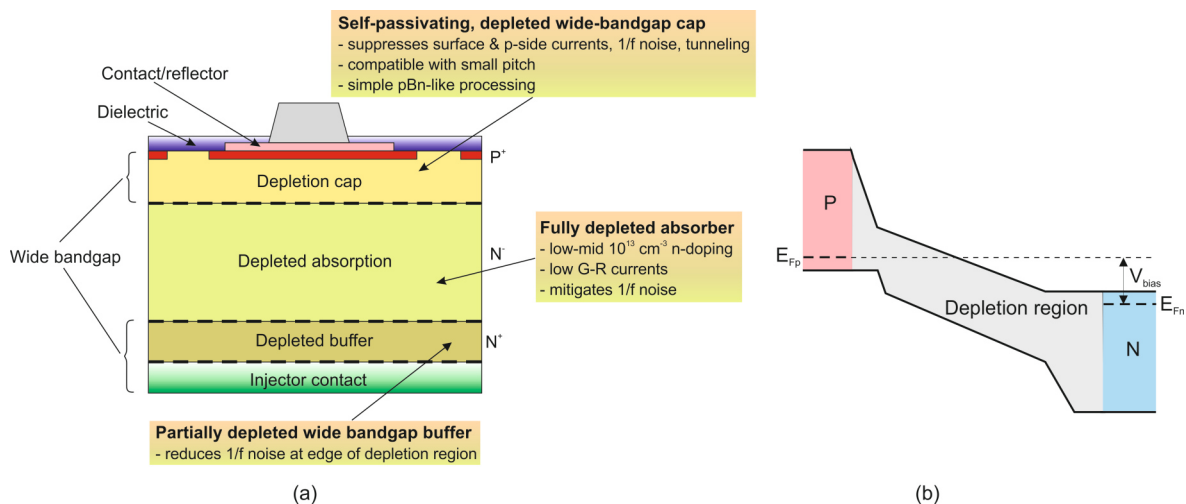 Self-passivating, depleted wide-bandgap cap
- suppresses surface & p-side currents, 1/f noise, tunneling
- compatible with small pitch
- simple pBn-like processing
Contact/reflector
Dielectric
P+
Depletion cap
Wide bandgap
Depleted absorption
N-
Fully depleted absorber
- low-mid 10¹³ cm⁻³ n-doping
- low G-R currents
- mitigates 1/f noise
Depleted buffer
N+
Injector contact
Partially depleted wide bandgap buffer
- reduces 1/f noise at edge of depletion region
(a)
P
EFp
Vbias
Depletion region
EFn
N
(b)